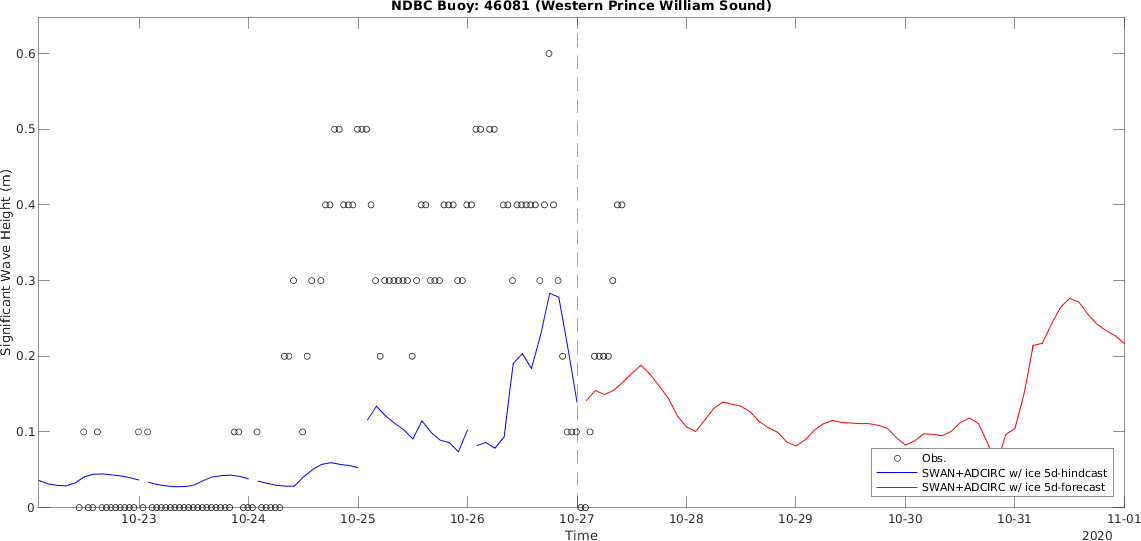 NDBC Buoy: 46081 (Western Prince William Sound)
Significant Wave Height (m)
0.6
0.5
0.4
0.3
0.2
0.1
0
10-23 10-24 10-25 10-26 10-27 10-28 10-29 10-30 10-31 11-01
Time
2020
Obs.
SWAN+ADCIRC w/ ice 5d-hindcast
SWAN+ADCIRC w/ ice 5d-forecast